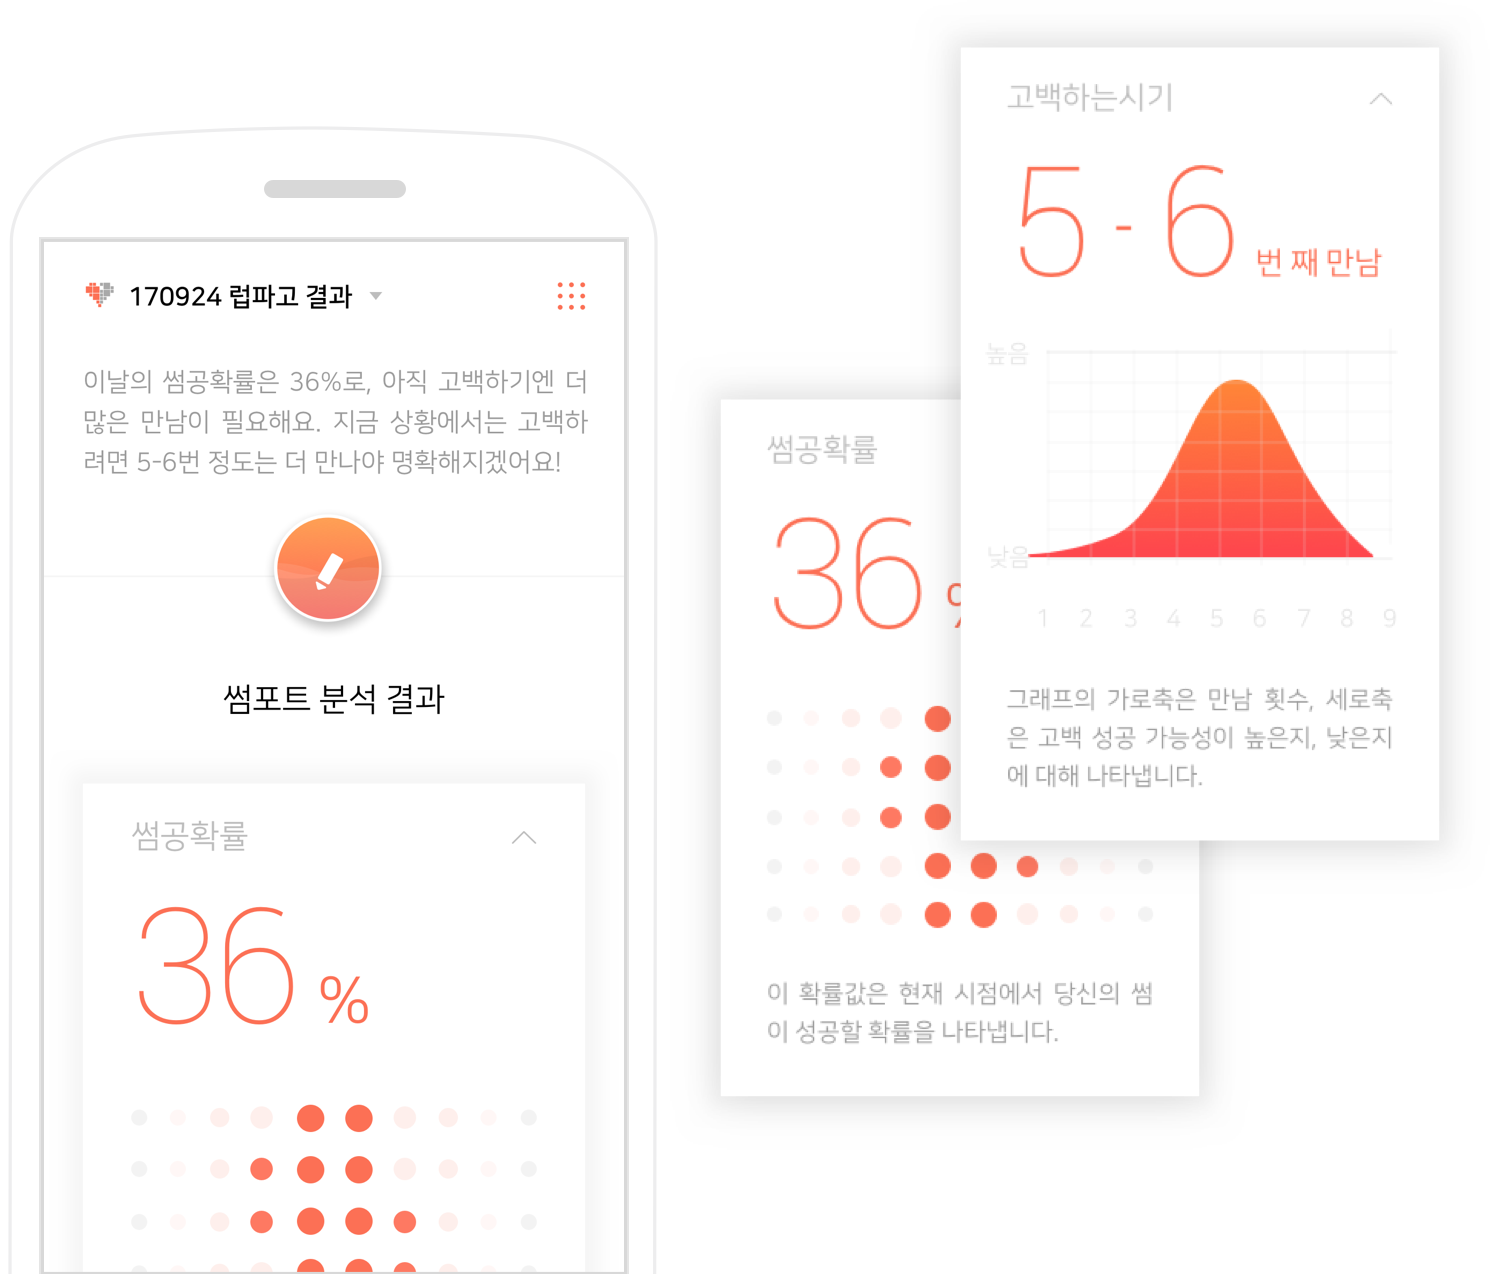 170924 럽파고 결과
이날의 썸공확률은 36%로, 아직 고백하기엔 더
많은 만남이 필요해요. 지금 상황에서는 고백하
려면 5-6번 정도는 더 만나야 명확해지겠어요!
썸포트 분석 결과
썸공확률
36 %
썸공확률
36 %
이 확률값은 현재 시점에서 당신의 썸
이 성공할 확률을 나타냅니다.
고백하는시기
5 - 6 번 째 만남
높음
낮음
1 2 3 4 5 6 7 8 9
그래프의 가로축은 만남 횟수, 세로축
은 고백 성공 가능성이 높은지, 낮은지
에 대해 나타냅니다.